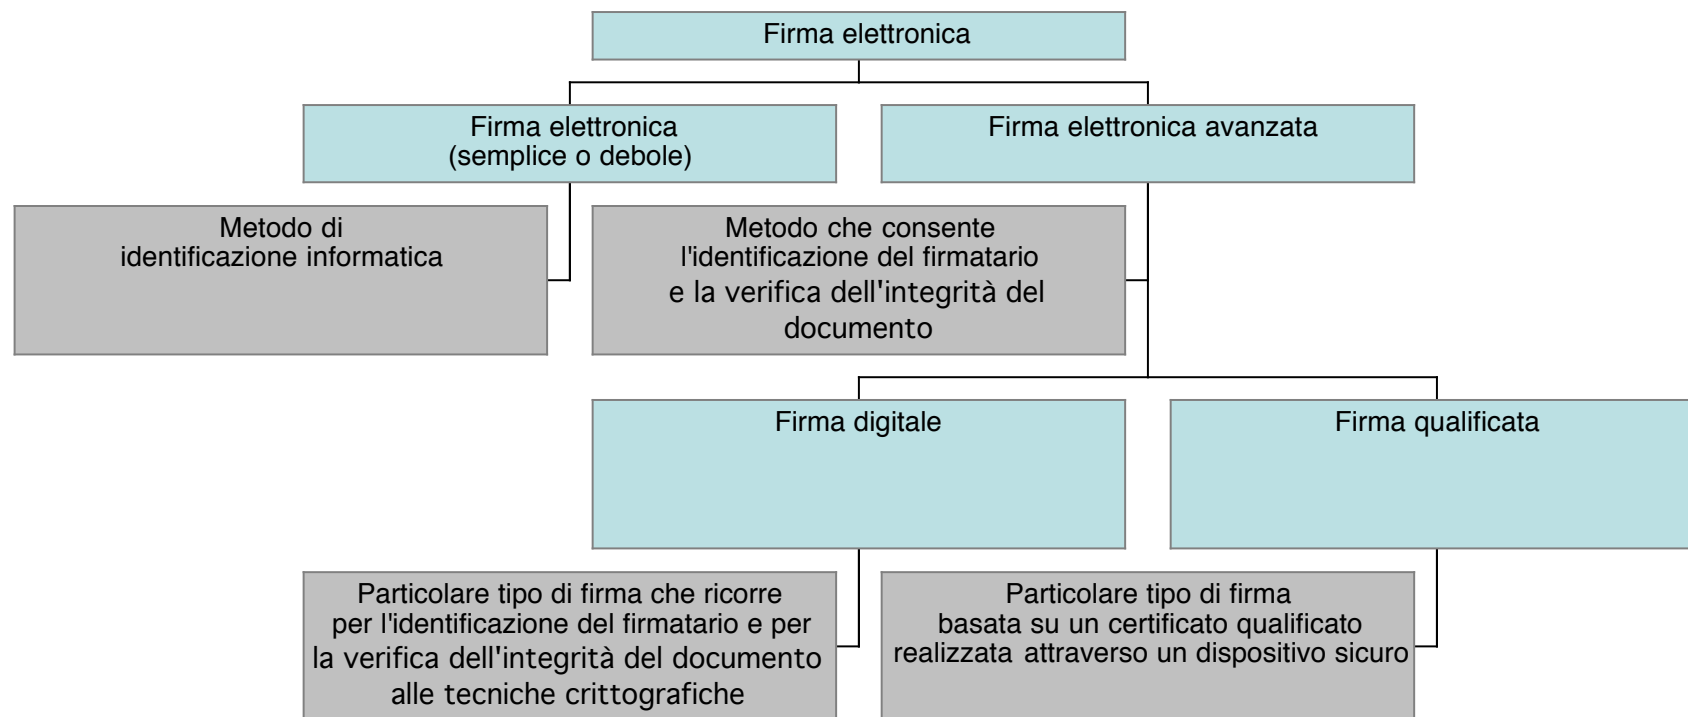 Firma elettronica
Firma elettronica
(semplice o debole)
Firma elettronica avanzata
Metodo di
identificazione informatica
Metodo che consente
l'identificazione del firmatario
e la verifica dell'integrità del
documento
Firma digitale
Firma qualificata
Particolare tipo di firma che ricorre
per l'identificazione del firmatario e per
la verifica dell'integrità del documento
alle tecniche crittografiche
Particolare tipo di firma
basata su un certificato qualificato
realizzata attraverso un dispositivo sicuro